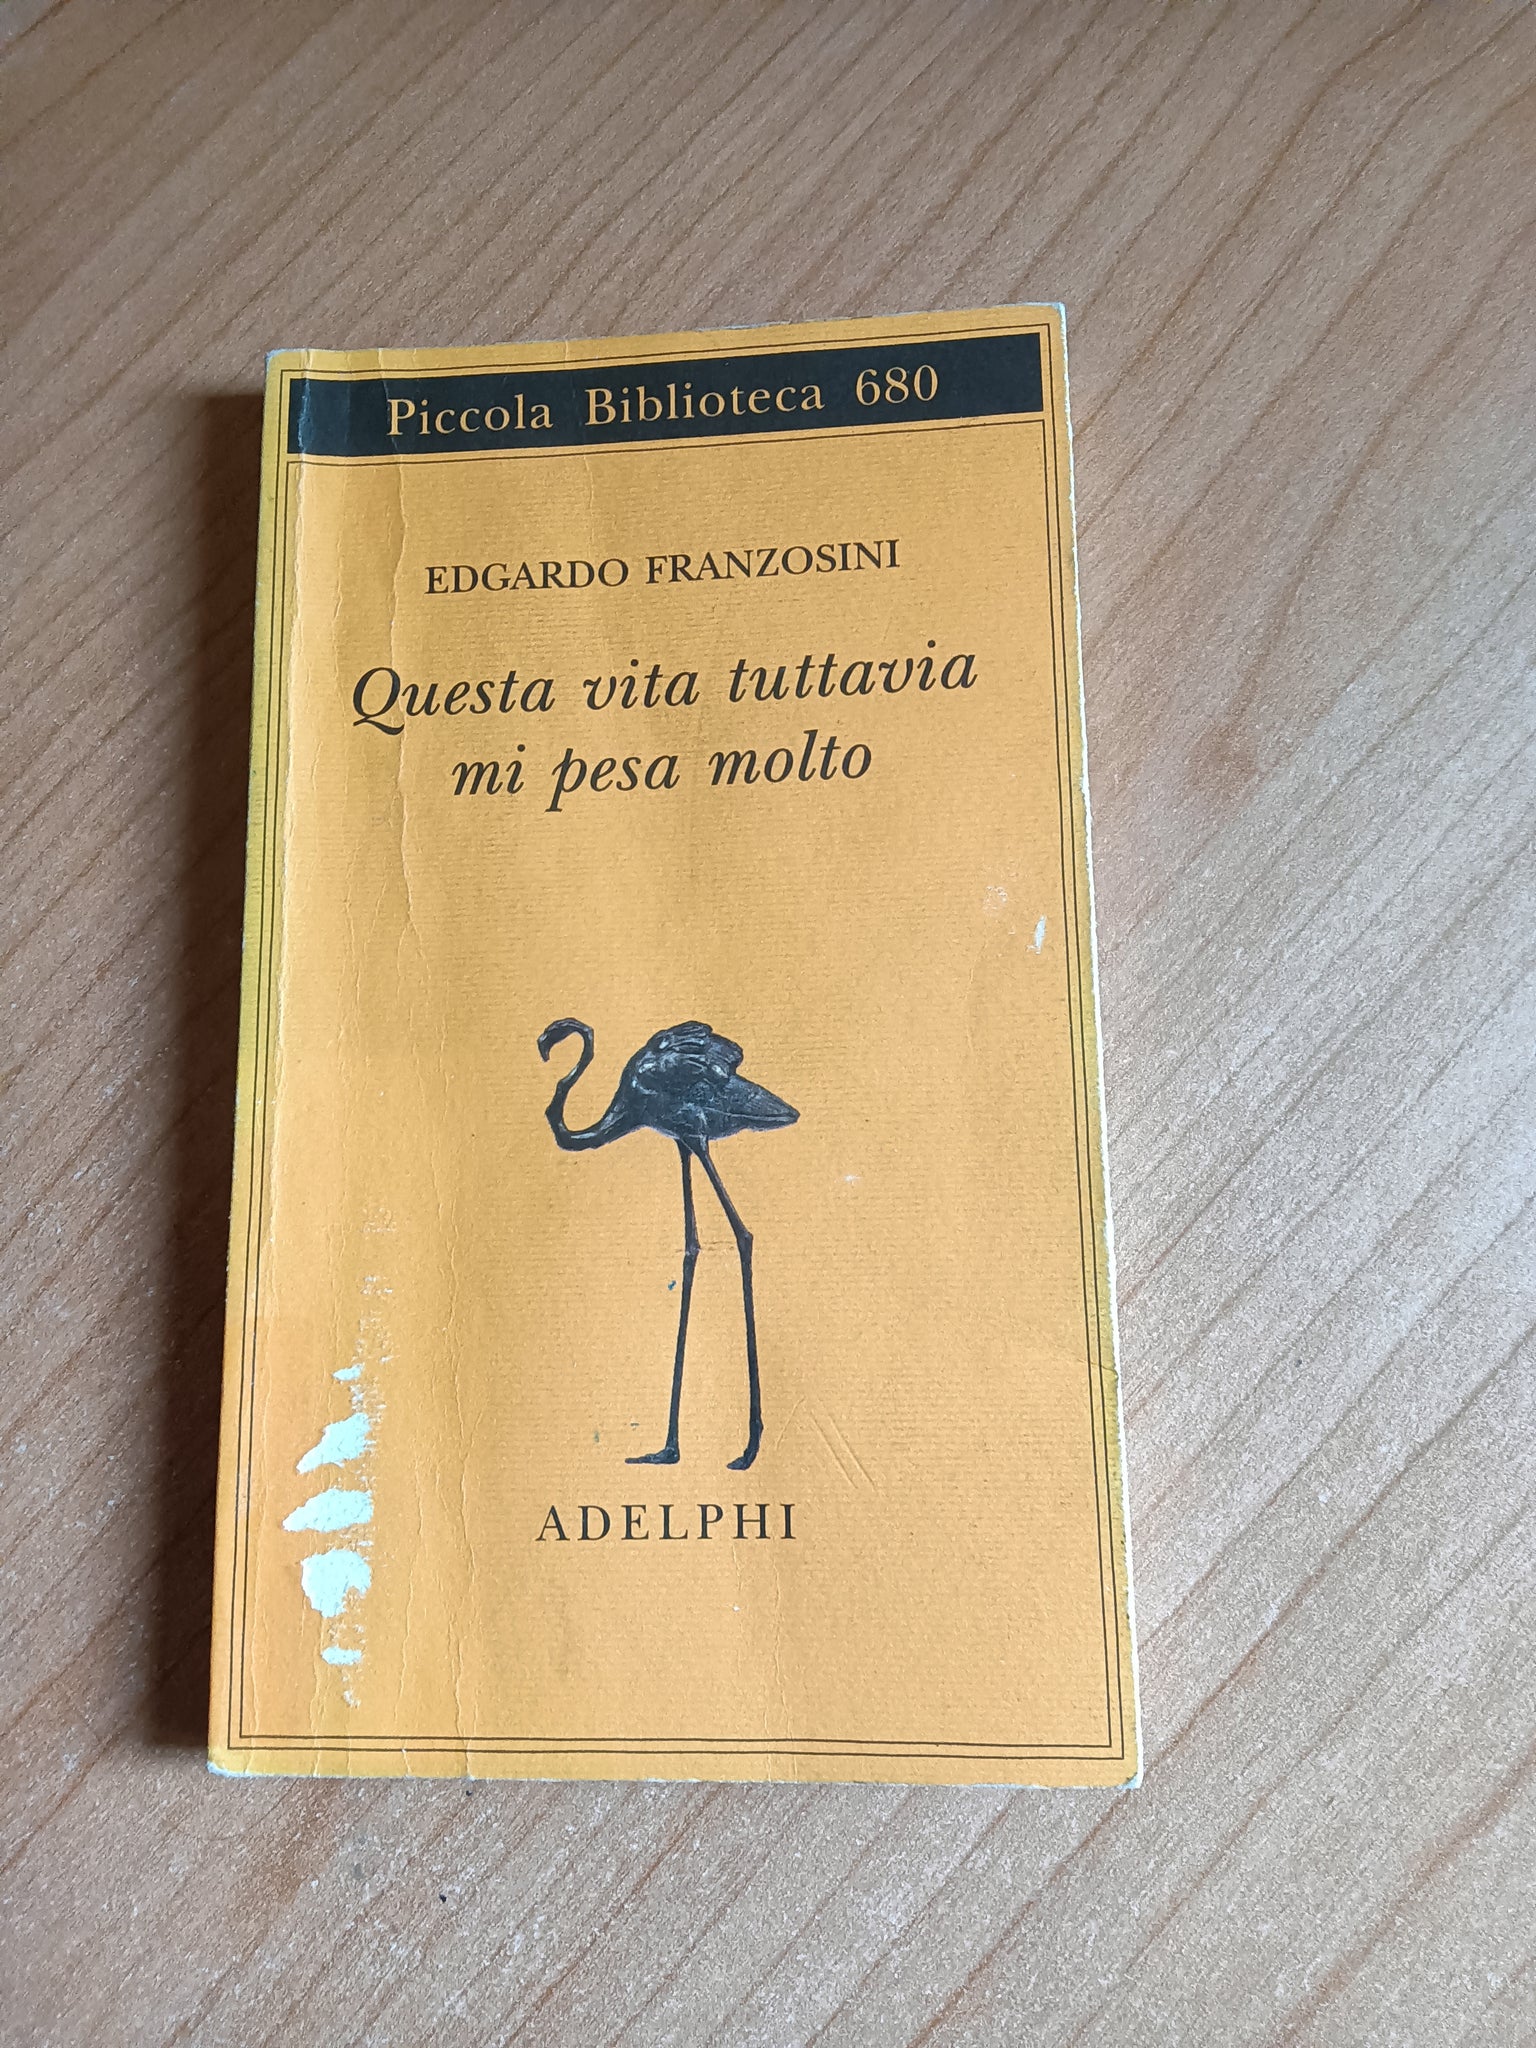 Piccola Biblioteca 680
EDGARDO FRANZOSINI
Questa vita tuttavia
mi pesa molto
ADELPHI